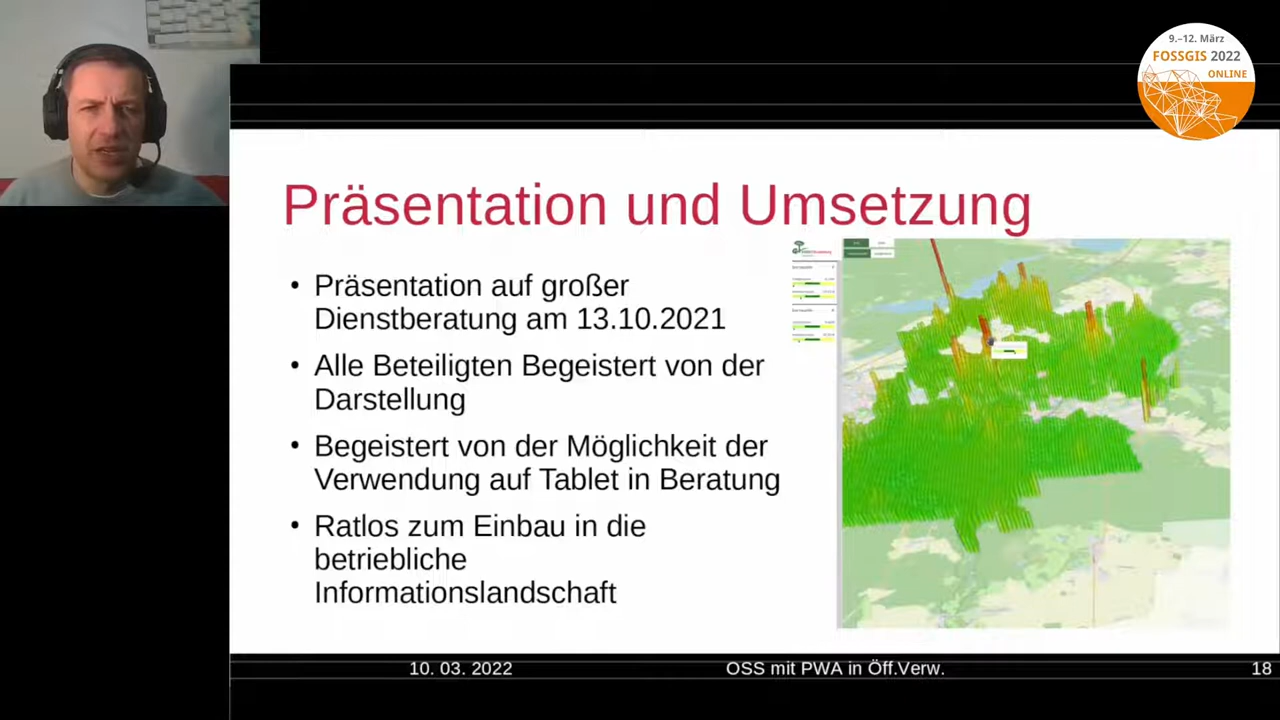 9.–12. März
FOSSGIS 2022
ONLINE
Präsentation und Umsetzung
• Präsentation auf großer
Dienstberatung am 13.10.2021
• Alle Beteiligten Begeistert von der
Darstellung
• Begeistert von der Möglichkeit der
Verwendung auf Tablet in Beratung
• Ratlos zum Einbau in die
betriebliche
Informationslandschaft
10. 03. 2022
OSS mit PWA in Öff.Verw.
18